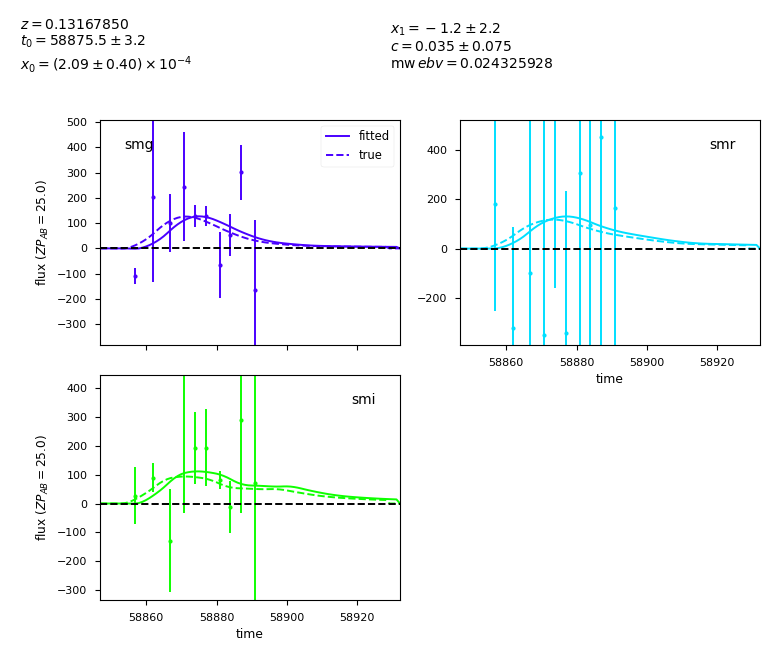 z = 0.13167850
t₀ = 58875.5 ± 3.2
x₀ = (2.09 ± 0.40) × 10⁻⁴
x₁ = −1.2 ± 2.2
c = 0.035 ± 0.075
mw ebv = 0.024325928
500
400
300
200
100
0
−100
−200
−300
flux (ZP_AB = 25.0)
smg
fitted
true
400
200
0
−200
smr
58860
58880
58900
58920
time
400
300
200
100
0
−100
−200
−300
flux (ZP_AB = 25.0)
smi
58860
58880
58900
58920
time